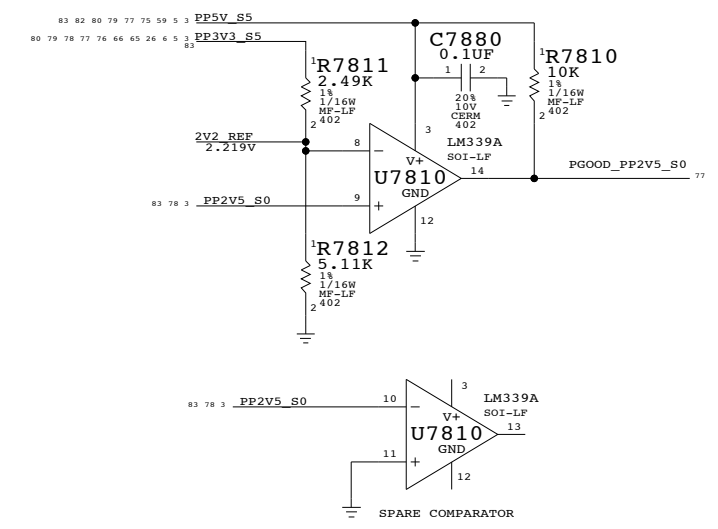 83 82 80 79 77 75 59 5 3 PP5V_S5
80 79 78 77 76 66 65 26 6 5 3 PP3V3_S5
83
1
R7811
2.49K
1%
1/16W
MF-LF
402
2
C7880
0.1UF
1 2
20%
10V
CERM
402
1
R7810
10K
1%
1/16W
MF-LF
402
2
2V2_REF
2.219V
8
3
LM339A
SOI-LF
V+
U7810
GND
14
PGOOD_PP2V5_S0
77
83 78 3 PP2V5_S0
9
12
1
R7812
5.11K
1%
1/16W
MF-LF
402
2
83 78 3 PP2V5_S0
10
3
LM339A
SOI-LF
V+
U7810
GND
13
11
12
SPARE COMPARATOR